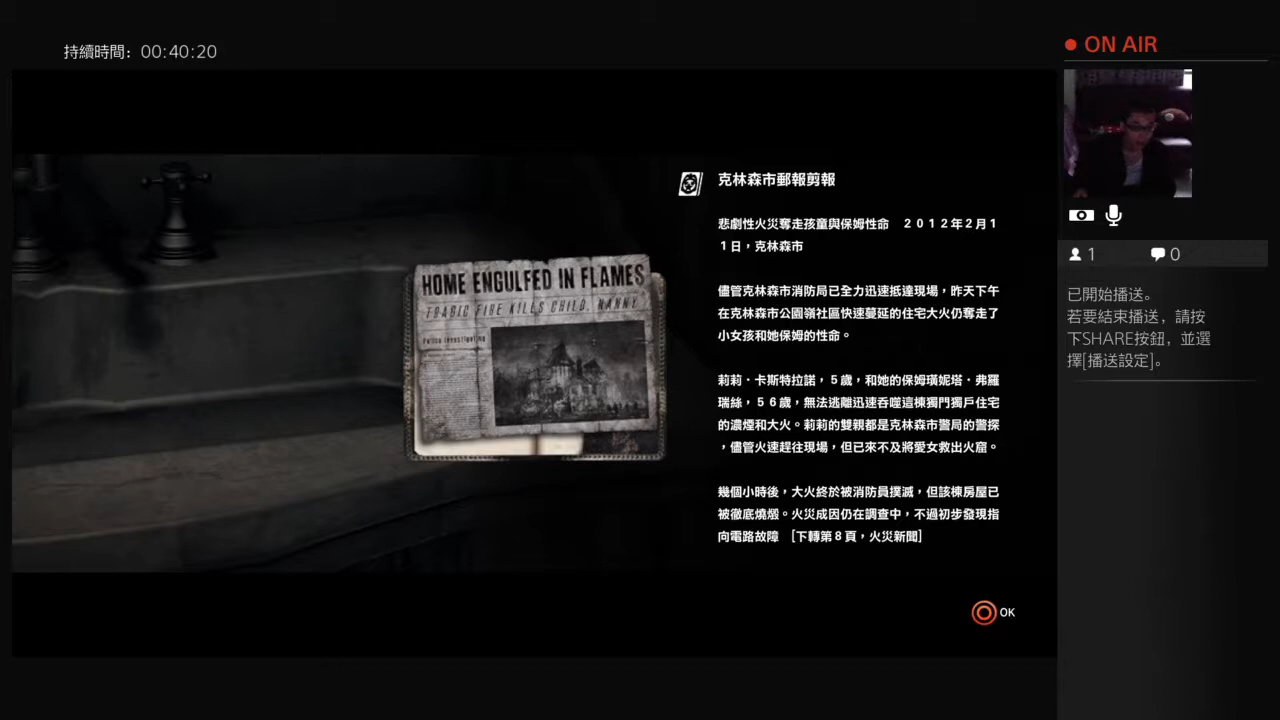 持續時間：00:40:20
ON AIR
克林森市郵報剪報
悲劇性火災奪走孩童與保姆性命　２０１２年２月１
１日，克林森市
儘管克林森市消防局已全力迅速抵達現場，昨天下午
在克林森市公園嶺社區快速蔓延的住宅大火仍奪走了
小女孩和她保姆的性命。
莉莉・卡斯特拉諾，５歲，和她的保姆璜妮塔・弗羅
瑞絲，５６歲，無法逃離迅速吞噬這棟獨門獨戶住宅
的濃煙和大火。莉莉的雙親都是克林森市警局的警探
，儘管火速趕往現場，但已來不及將愛女救出火窟。
幾個小時後，大火終於被消防員撲滅，但該棟房屋已
被徹底燒燬。火災成因仍在調查中，不過初步發現指
向電路故障　[下轉第８頁，火災新聞]
HOME ENGULFED IN FLAMES
TRAGIC FIRE KILLS CHILD, NANNY
Police investigating
OK
1
0
已開始播送。
若要結束播送，請按
下SHARE按鈕，並選
擇[播送設定]。